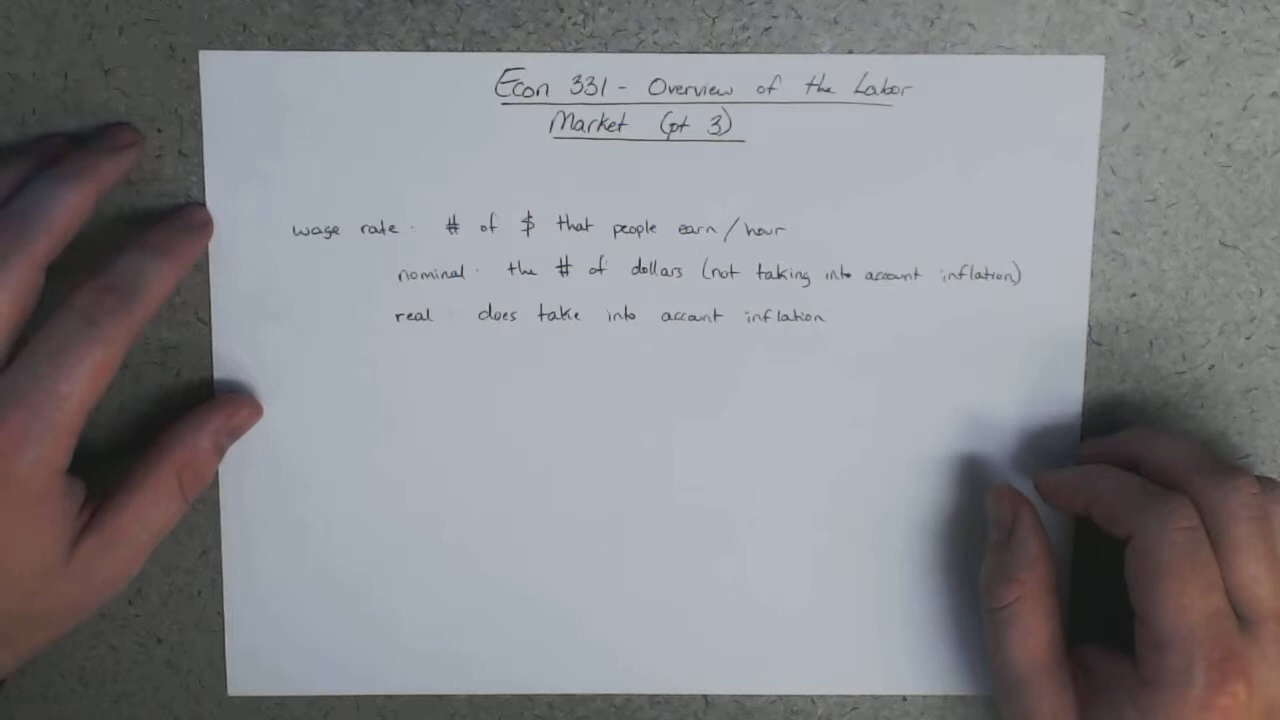 Econ 331 - Overview of the Labor
Market (pt 3)
wage rate: # of $ that people earn/hour
nominal: the # of dollars (not taking into account inflation)
real does take into account inflation